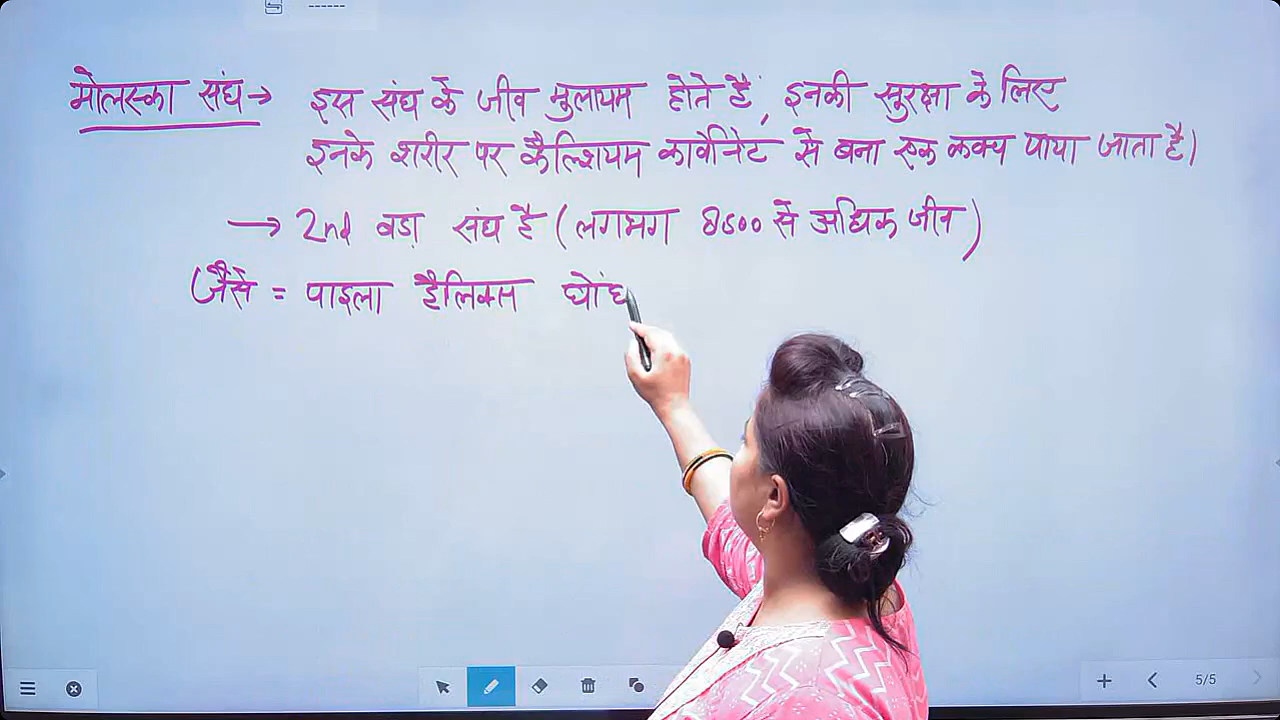 मोलस्का संघ → इस संघ के जीव मुलायम होते हैं, इनकी सुरक्षा के लिए
इनके शरीर पर कैल्शियम कार्वोनेट से बना एक कवच पाया जाता है।
→ 2nd बड़ा संघ है (लगभग 8500 से अधिक जीव)
जैसे = पाइला हैलिक्स घोंघ
5/5